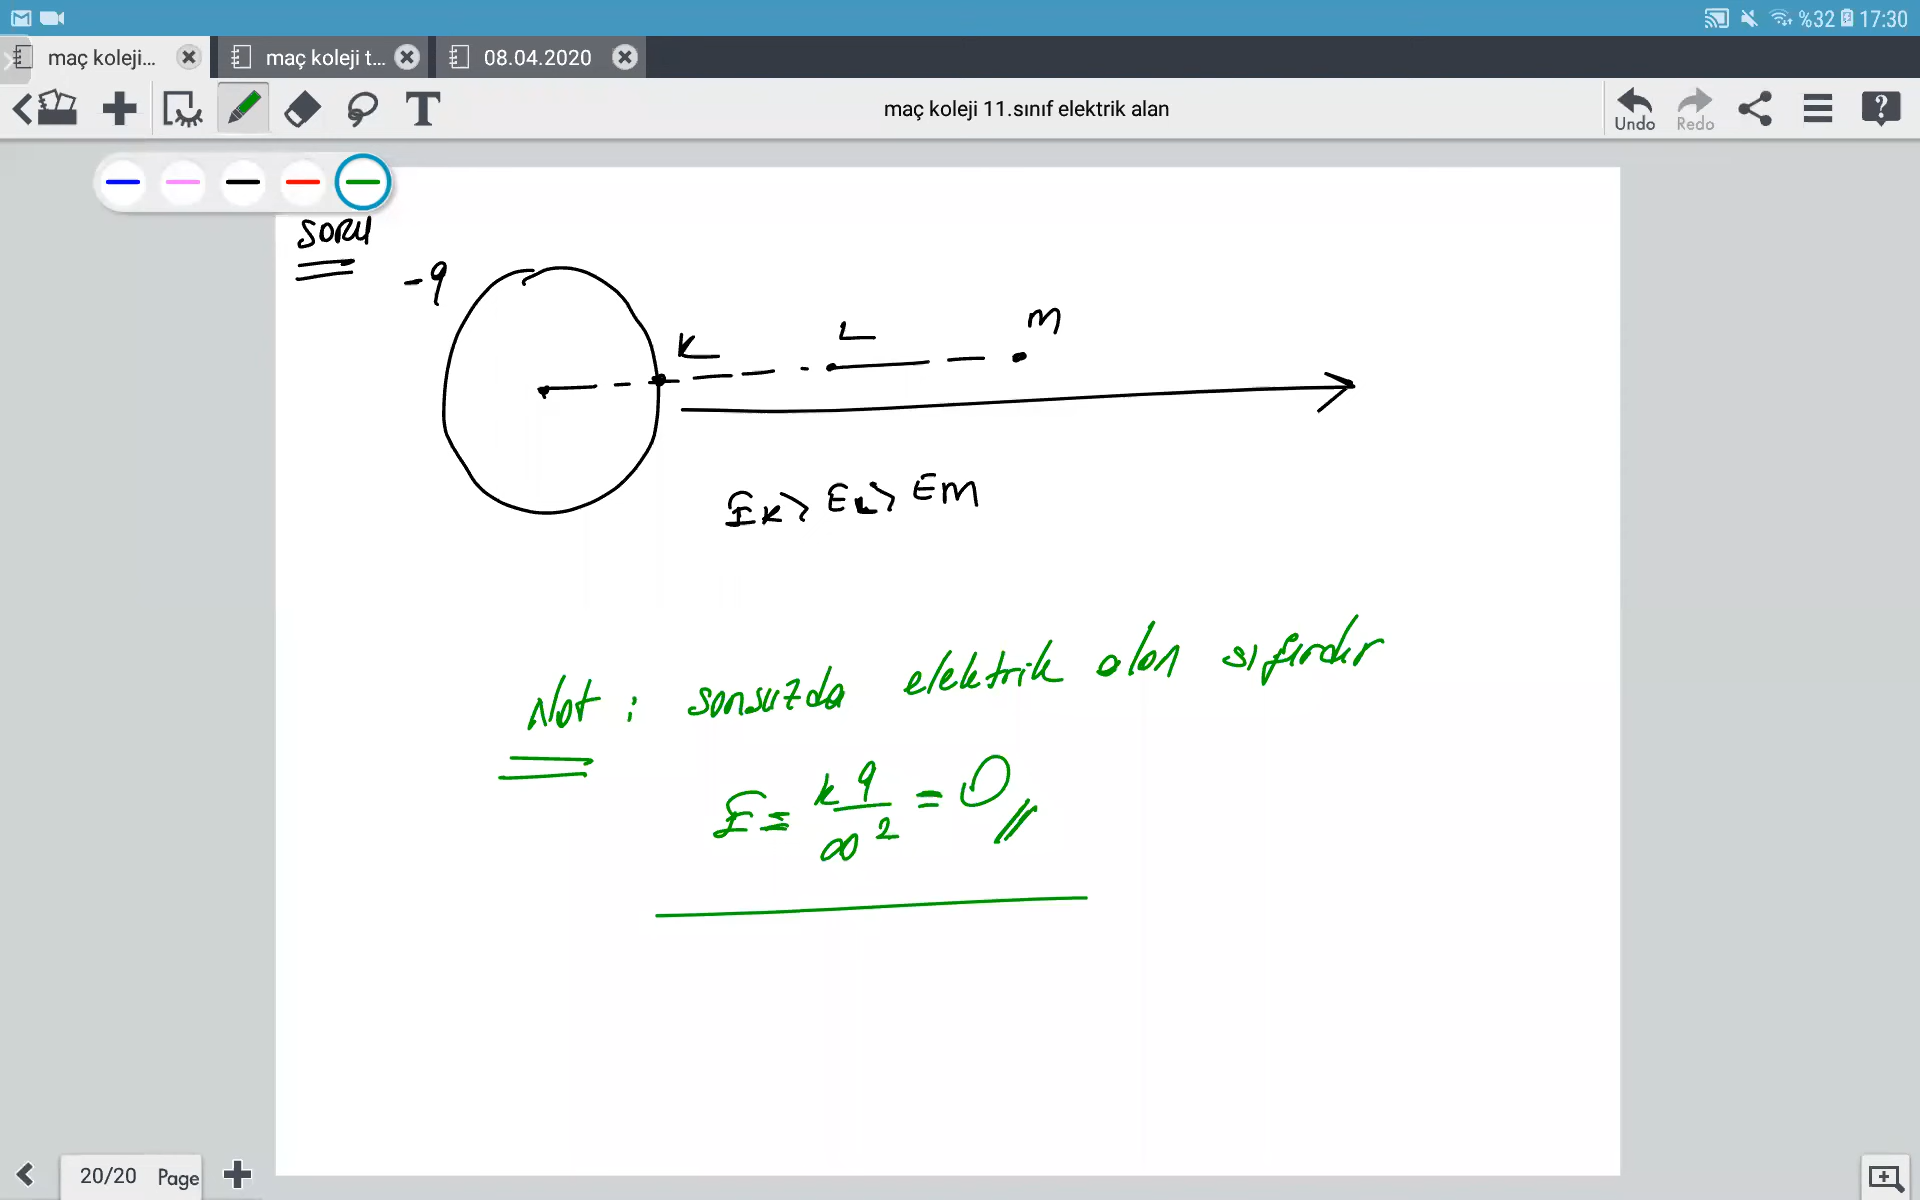 %32 17:30
maç koleji... maç koleji t... 08.04.2020
T maç koleji 11.sınıf elektrik alan Undo Redo ?
SORU
-q
K L M
EK > EL > EM
Not : sonsuzda elektrik alan sıfırdır
E = kq/∞² = 0//
20/20 Page